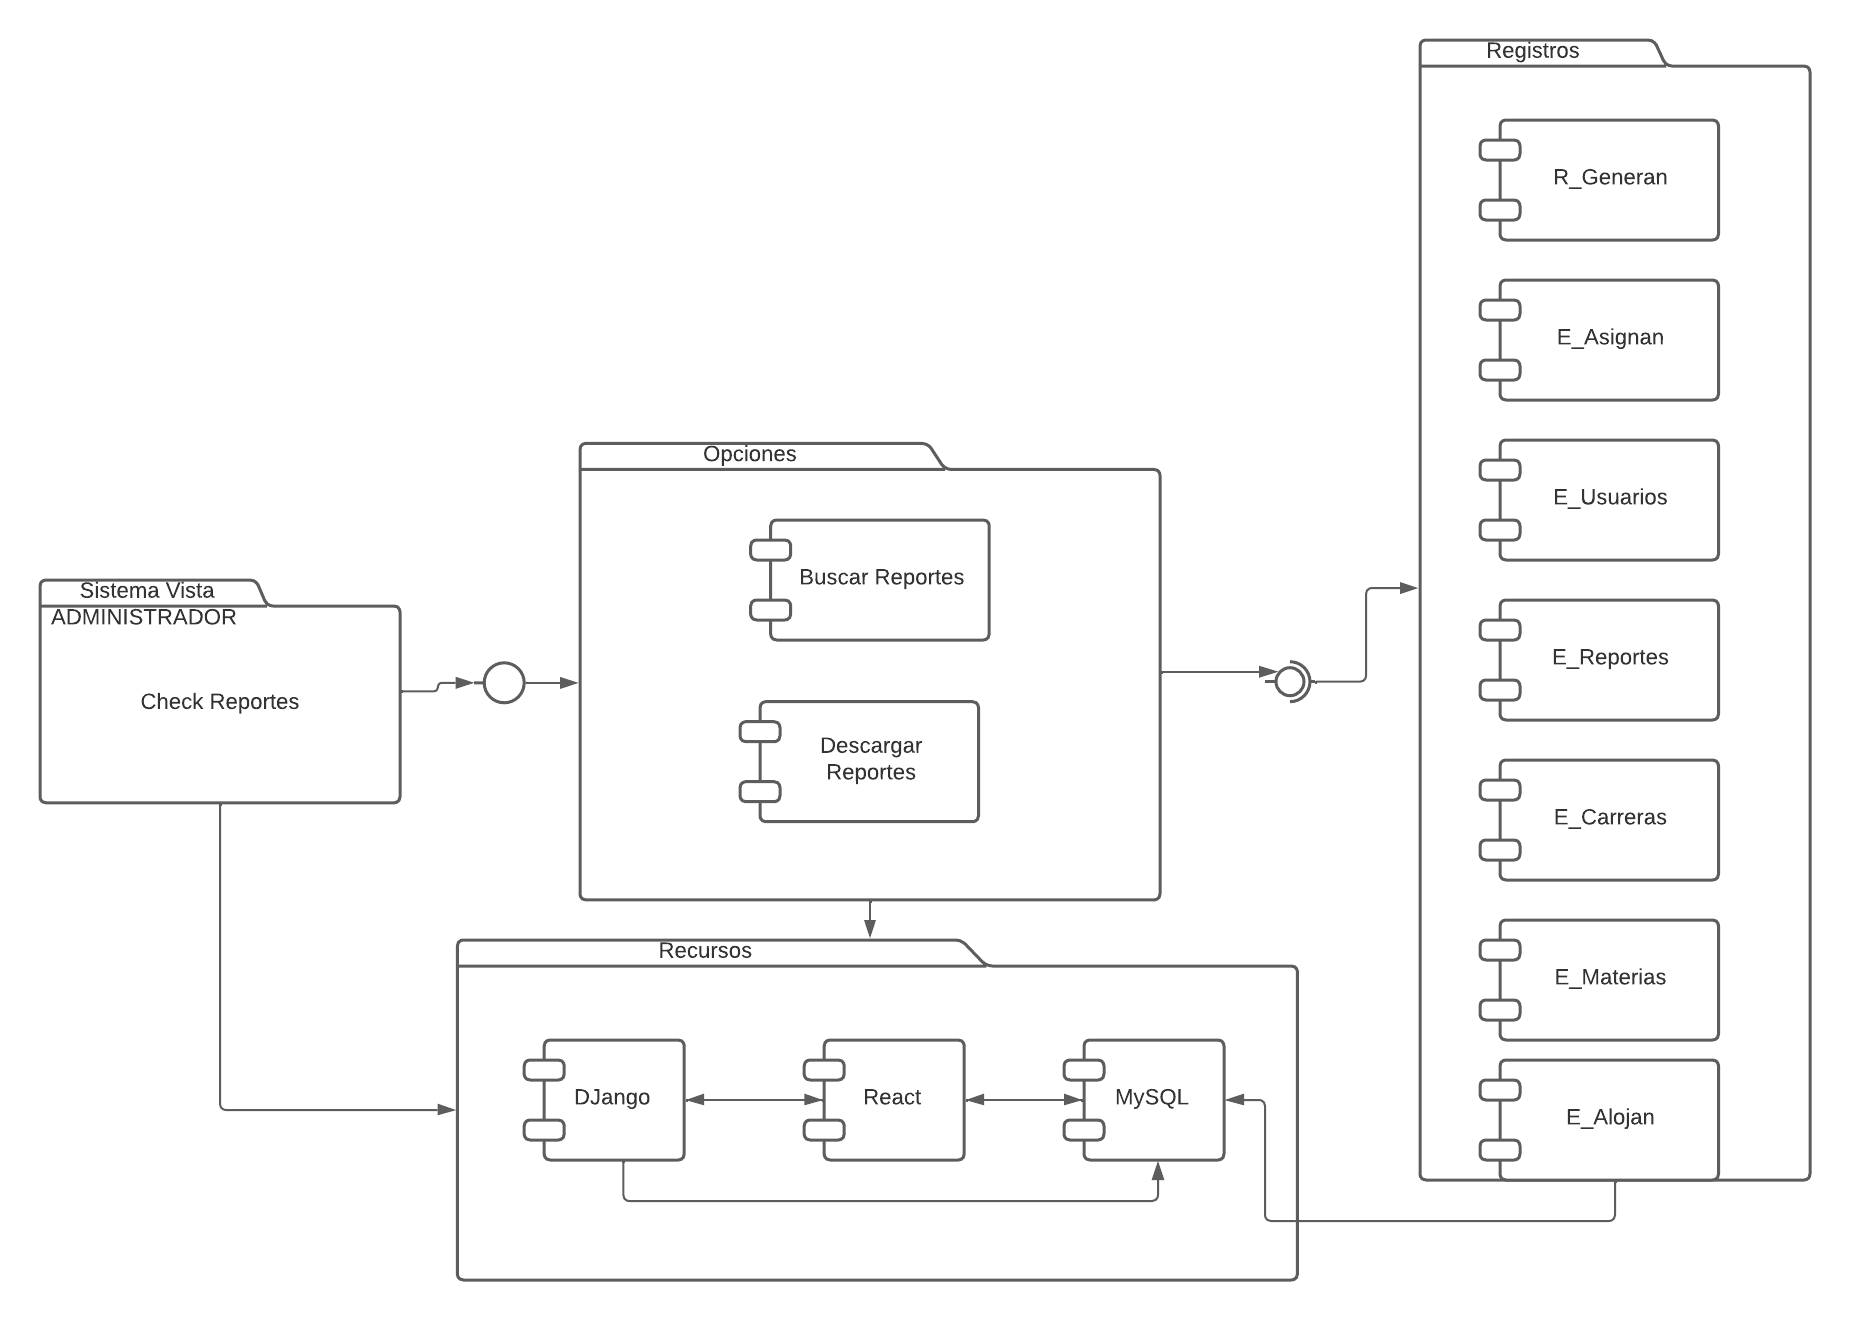 Registros
R_Generan
E_Asignan
E_Usuarios
E_Reportes
E_Carreras
E_Materias
E_Alojan
Opciones
Buscar Reportes
Descargar
Reportes
Sistema Vista
ADMINISTRADOR
Check Reportes
Recursos
DJango
React
MySQL